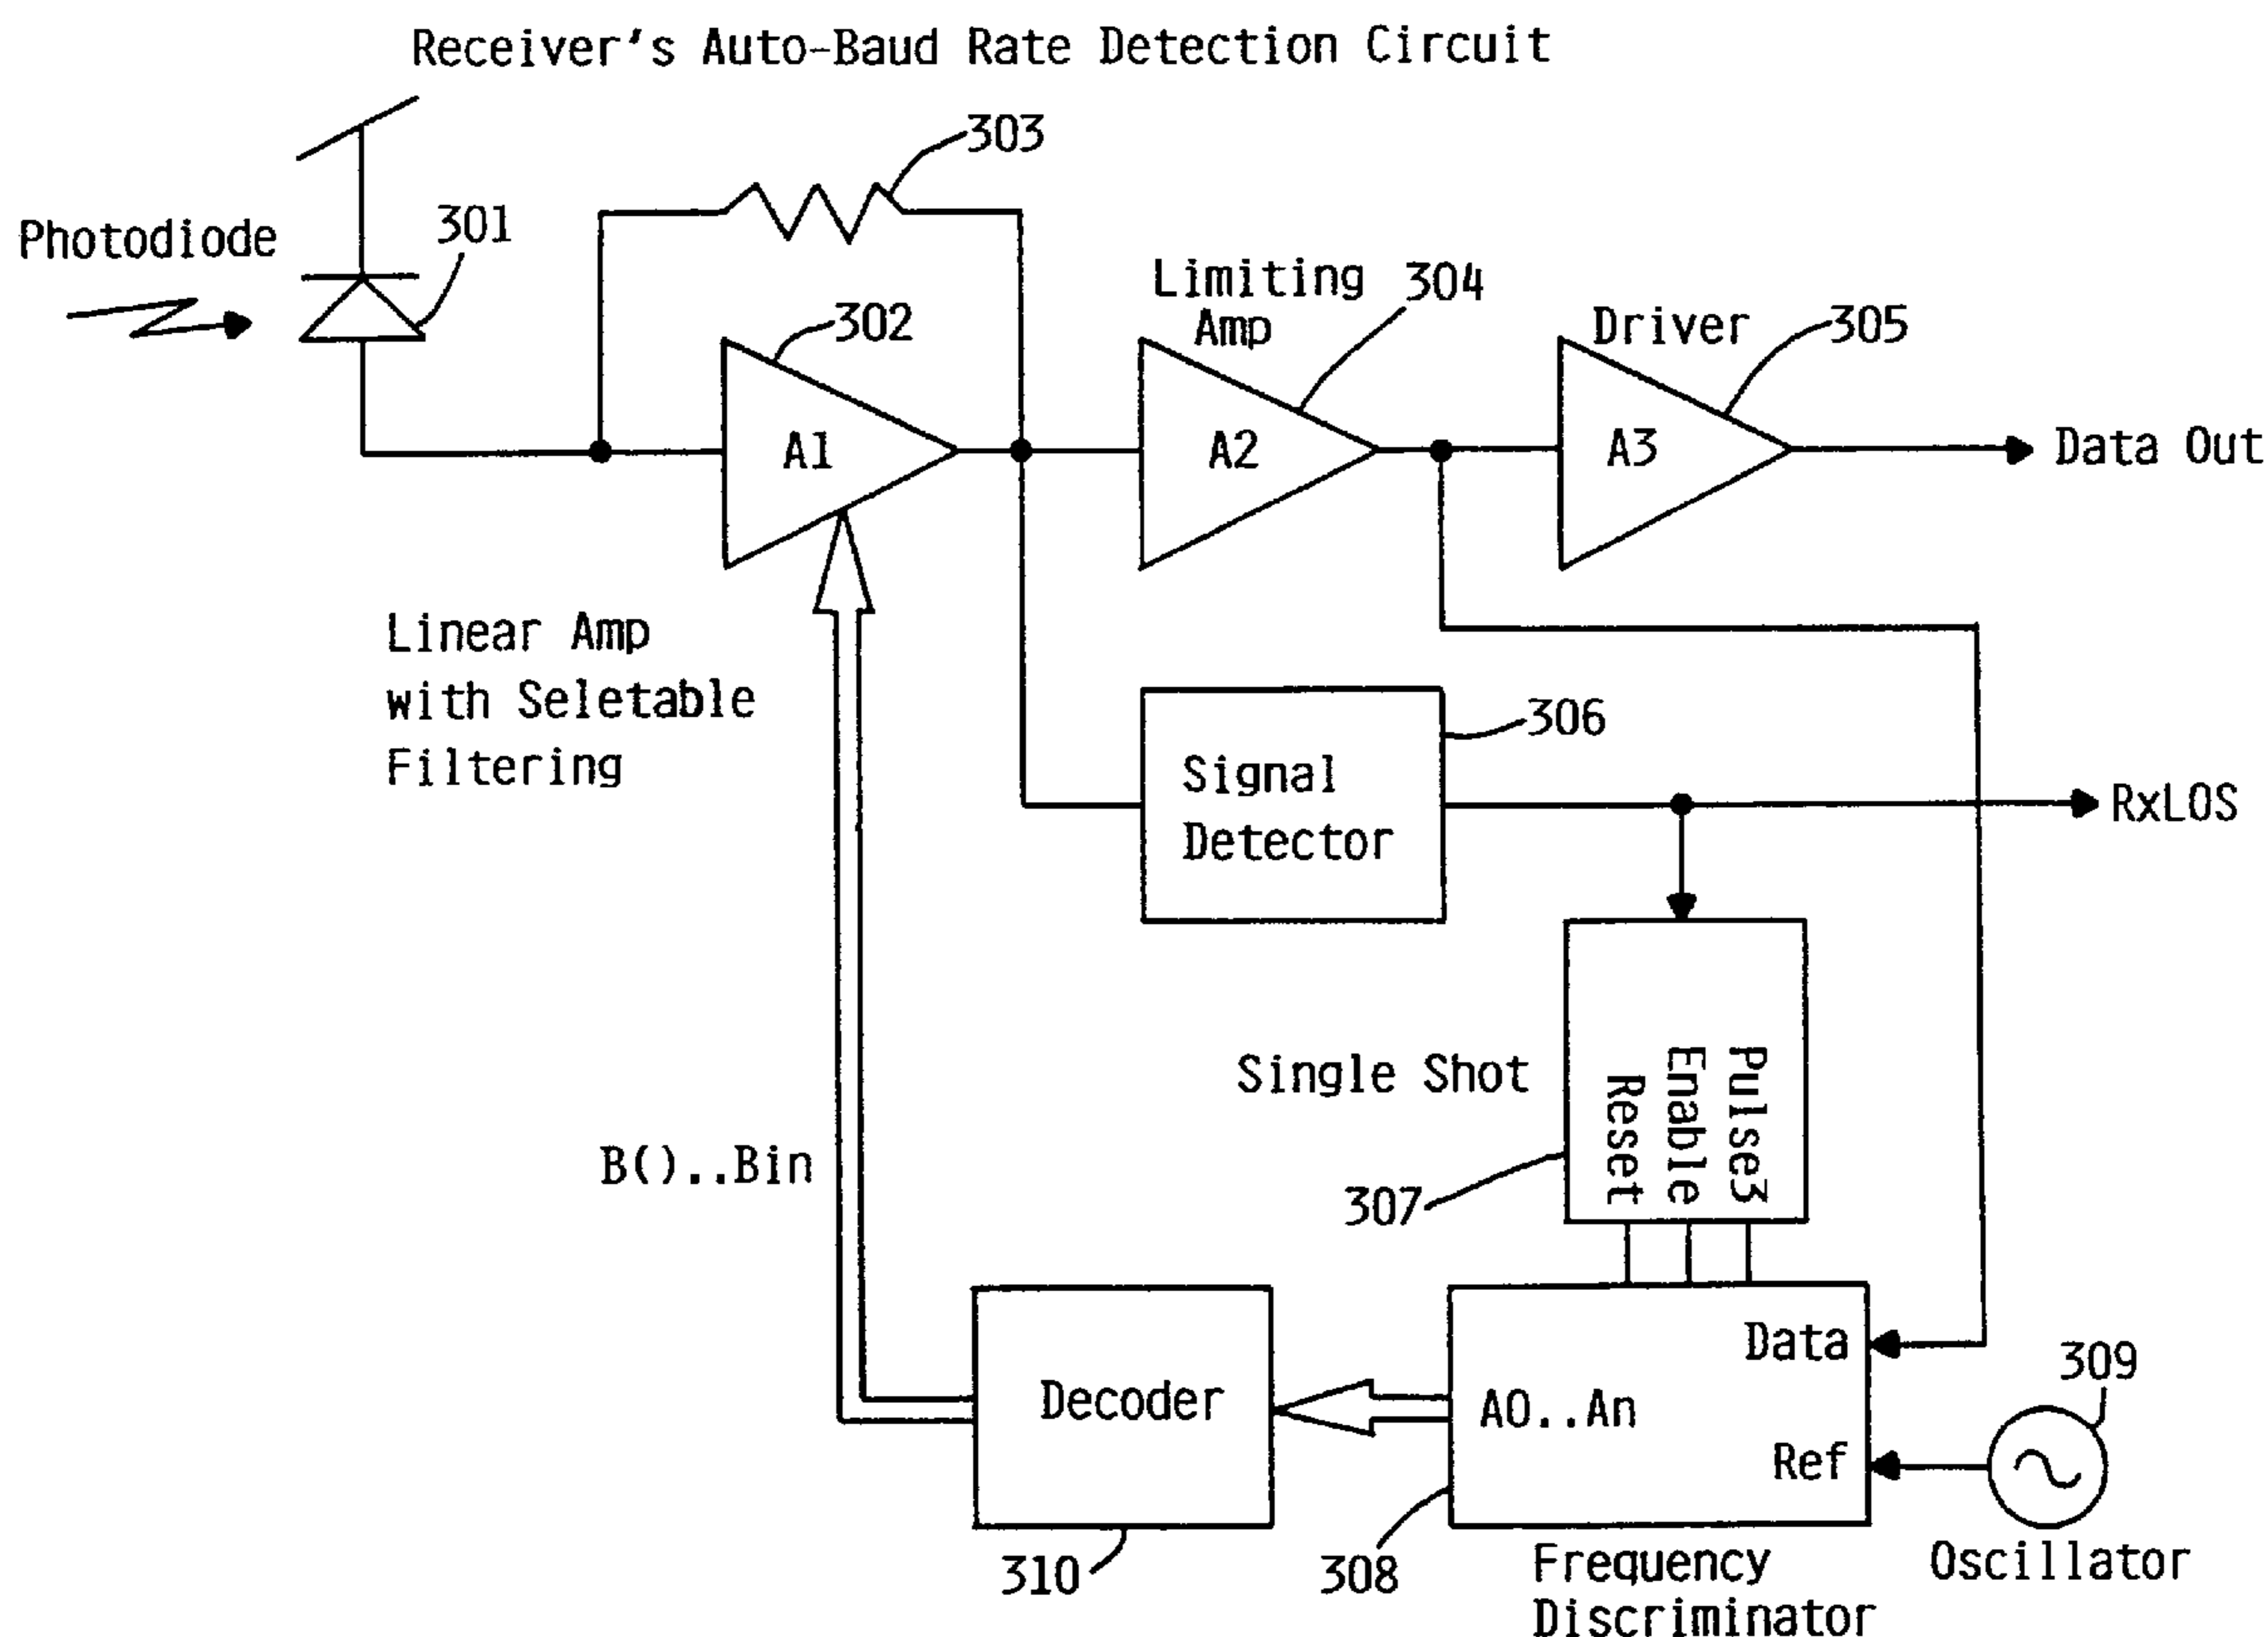 Receiver's Auto-Baud Rate Detection Circuit
303
Photodiode
301
302
Limiting
Amp
304
Driver
305
A1
A2
A3
Data Out
Linear Amp
with Seletable
Filtering
306
Signal
Detector
RxLOS
Single Shot
Reset
Enable
Pulse3
307
B()..Bin
Data
309
Decoder
A0..An
Ref
310
308
Frequency
Discriminator
Oscillator